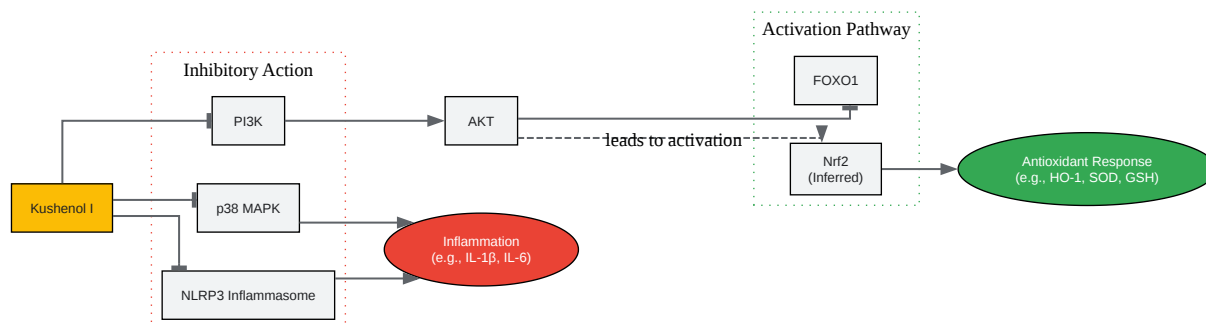 Activation Pathway
Inhibitory Action
FOXO1
PI3K
AKT
leads to activation
Nrf2
(Inferred)
Antioxidant Response
(e.g., HO-1, SOD, GSH)
Kushenol I
p38 MAPK
Inflammation
(e.g., IL-1β, IL-6)
NLRP3 Inflammasome